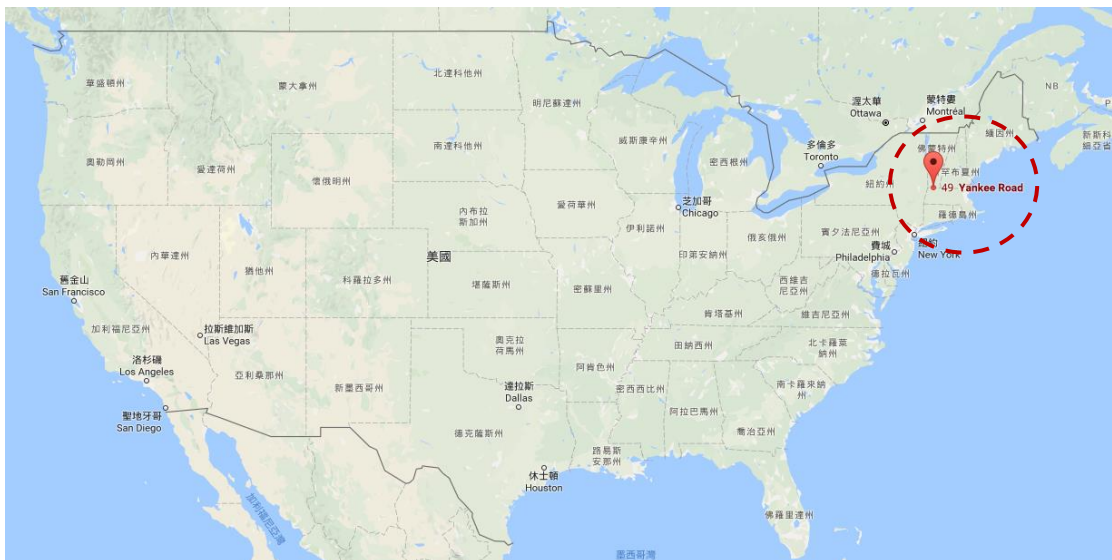 華盛頓州
蒙大拿州
北達科他州
明尼蘇達州
渥太華
Ottawa
蒙特婁
Montréal
NB
緬因州
新斯科
細亞省
奧勒岡州
愛達荷州
南達科他州
威斯康辛州
密西根州
多倫多
Toronto
佛蒙特州
罕布夏州
紐約州
49- Yankee Road
懷俄明州
內布拉
斯加州
愛荷華州
芝加哥
Chicago
伊利諾州
印第安納州
俄亥俄州
賓夕法尼亞州
羅德島州
紐約
New York
費城
Philadelphia
德拉瓦州
內華達州
猶他州
科羅拉多州
美國
堪薩斯州
密蘇里州
西維吉
尼亞州
維吉尼亞州
肯塔基州
舊金山
San Francisco
加利福尼亞州
拉斯維加斯
Las Vegas
洛杉磯
Los Angeles
聖地牙哥
San Diego
亞利桑那州
新墨西哥州
奧克拉
荷馬州
阿肯色州
田納西州
北卡羅萊
納州
南卡羅來納
州
達拉斯
Dallas
密西西比州
阿拉巴馬州
喬治亞州
德克薩斯州
路易斯
安那州
休士頓
Houston
佛羅里達州
加利福尼亞灣
墨西哥灣